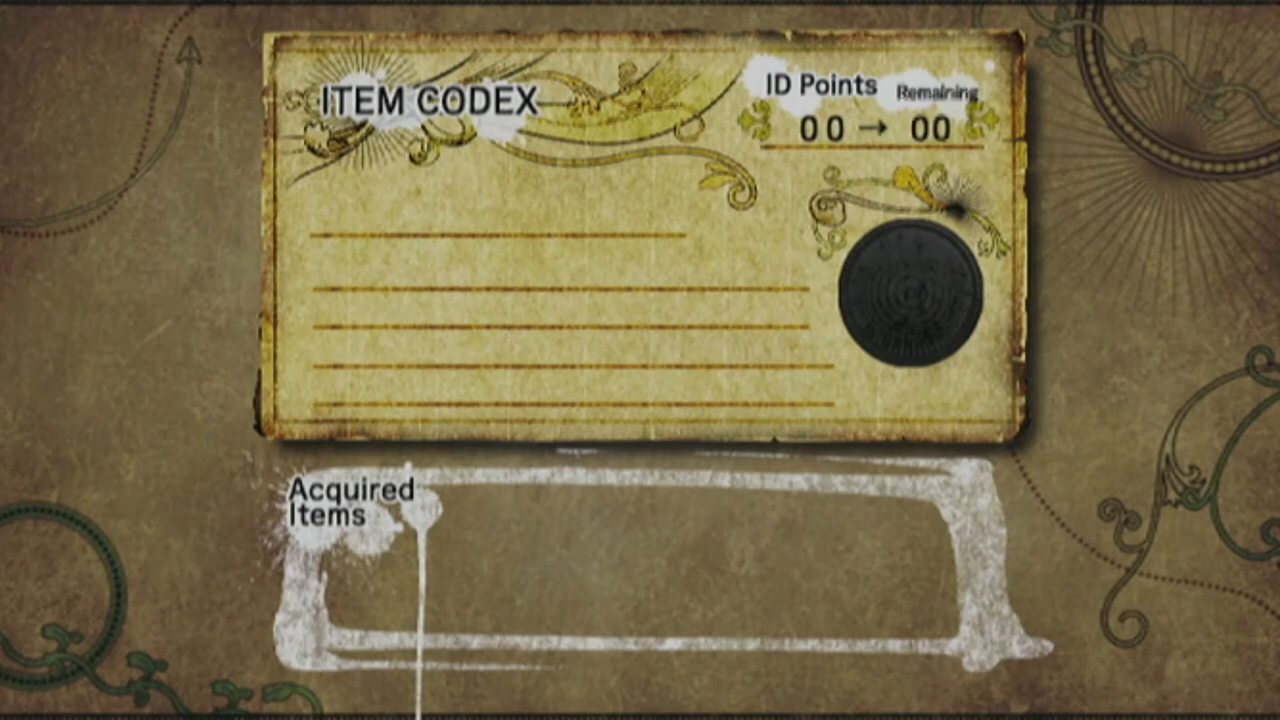 ITEM CODEX
ID Points Remaining
00 → 00
Acquired
Items